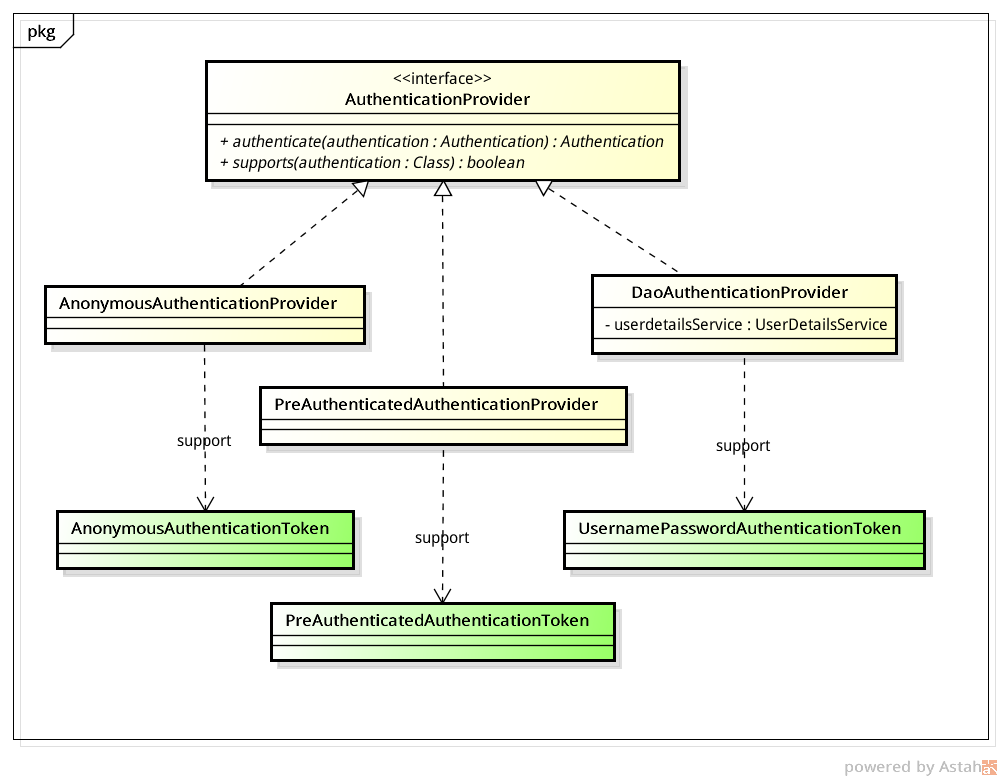 pkg
<<interface>>
AuthenticationProvider
+ authenticate(authentication : Authentication) : Authentication
+ supports(authentication : Class) : boolean
AnonymousAuthenticationProvider
DaoAuthenticationProvider
- userdetailsService : UserDetailsService
PreAuthenticatedAuthenticationProvider
support
support
AnonymousAuthenticationToken
UsernamePasswordAuthenticationToken
support
PreAuthenticatedAuthenticationToken
powered by Astah